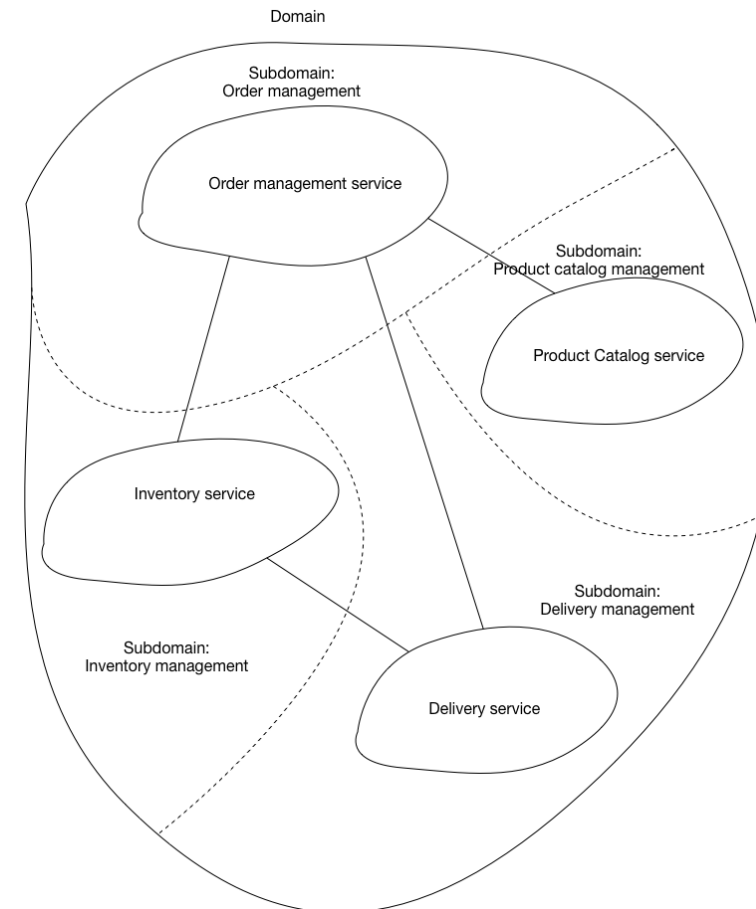 Domain
Subdomain:
Order management
Order management service
Subdomain:
Product catalog management
Product Catalog service
Inventory service
Subdomain:
Delivery management
Subdomain:
Inventory management
Delivery service